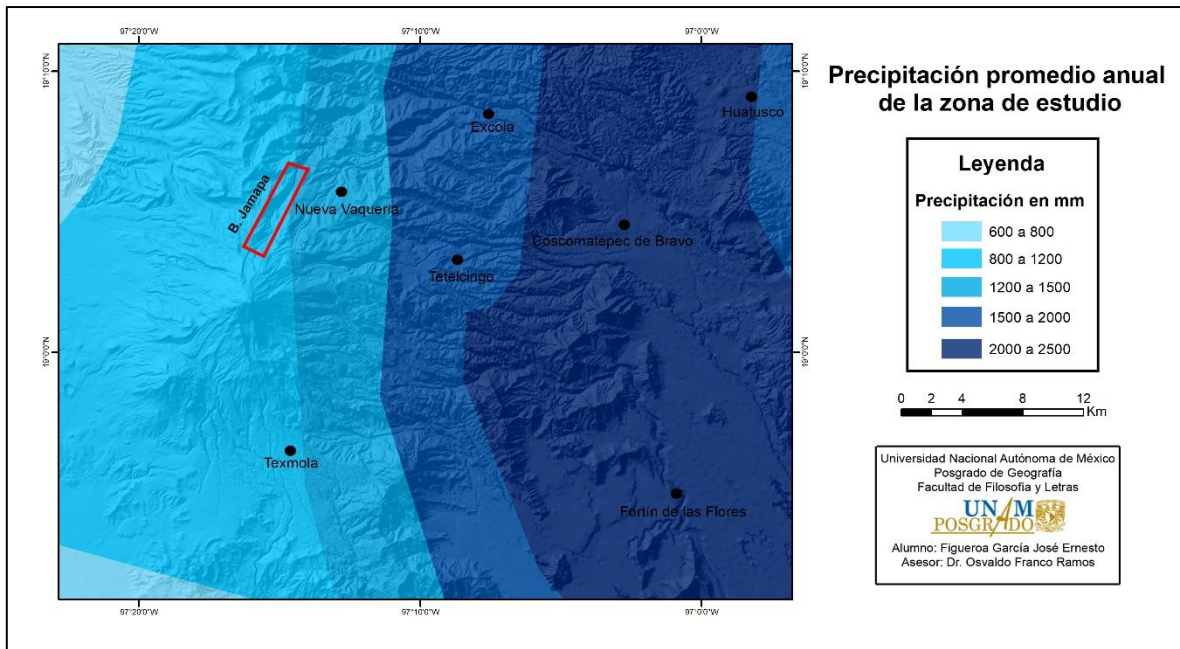 97°20'0"W
97°10'0"W
97°0'0"W
19°10'0"N
19°10'0"N
Huatusco
Excola
B. Jamapa
Nueva Vaquería
Coscomatepec de Bravo
Tetelcingo
19°0'0"N
19°0'0"N
Texmola
Fortín de las Flores
97°20'0"W
97°10'0"W
97°0'0"W
Precipitación promedio anual
de la zona de estudio
Leyenda
Precipitación en mm
600 a 800
800 a 1200
1200 a 1500
1500 a 2000
2000 a 2500
0 2 4 8 12
Km
Universidad Nacional Autónoma de México
Posgrado de Geografía
Facultad de Filosofía y Letras
UNAM
POSGRADO
Alumno: Figueroa García José Ernesto
Asesor: Dr. Osvaldo Franco Ramos